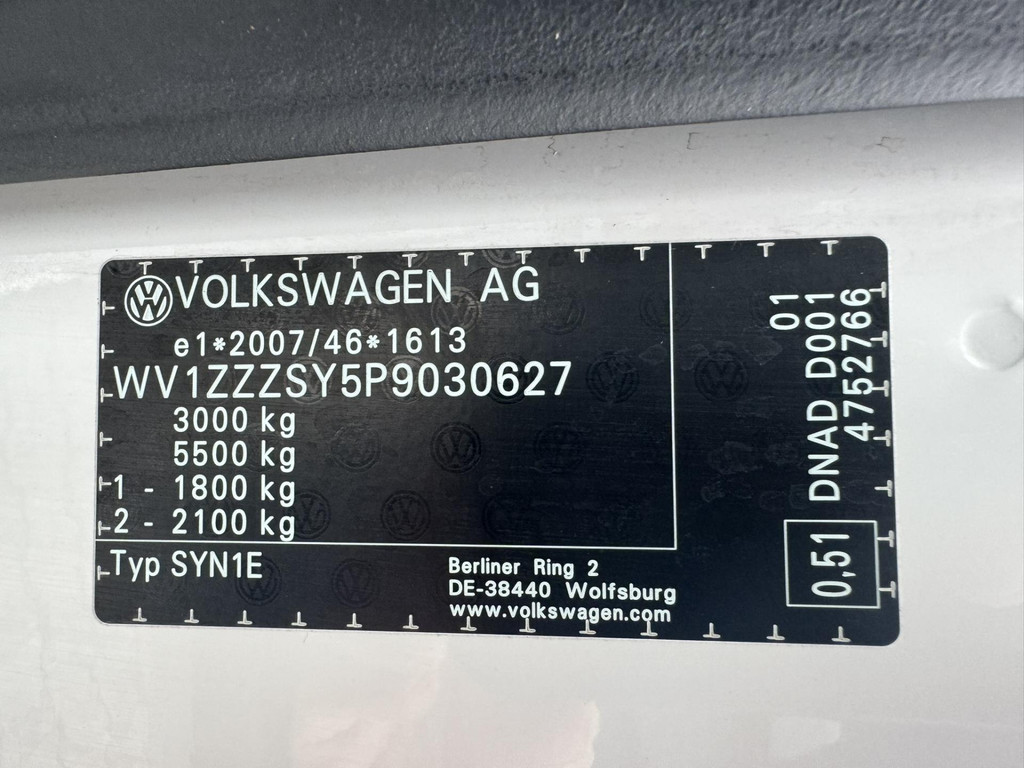 VOLKSWAGEN AG
e1*2007/46*1613
WV1ZZZSY5P9030627
3000 kg
5500 kg
1 - 1800 kg
2 - 2100 kg
Typ SYN1E
Berliner Ring 2
DE-38440 Wolfsburg
www.volkswagen.com
01
DNAD D001
4752766
0,51